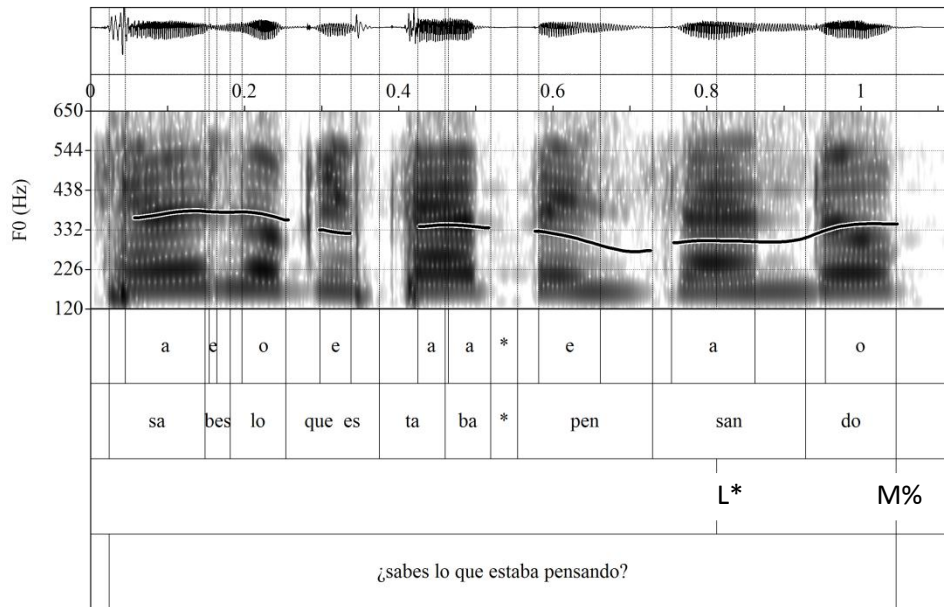 0 0.2 0.4 0.6 0.8 1
650
544
438
332
226
120
F0 (Hz)
a e o e a a * e a o
sa bes lo que es ta ba * pen san do
L* M%
¿sabes lo que estaba pensando?